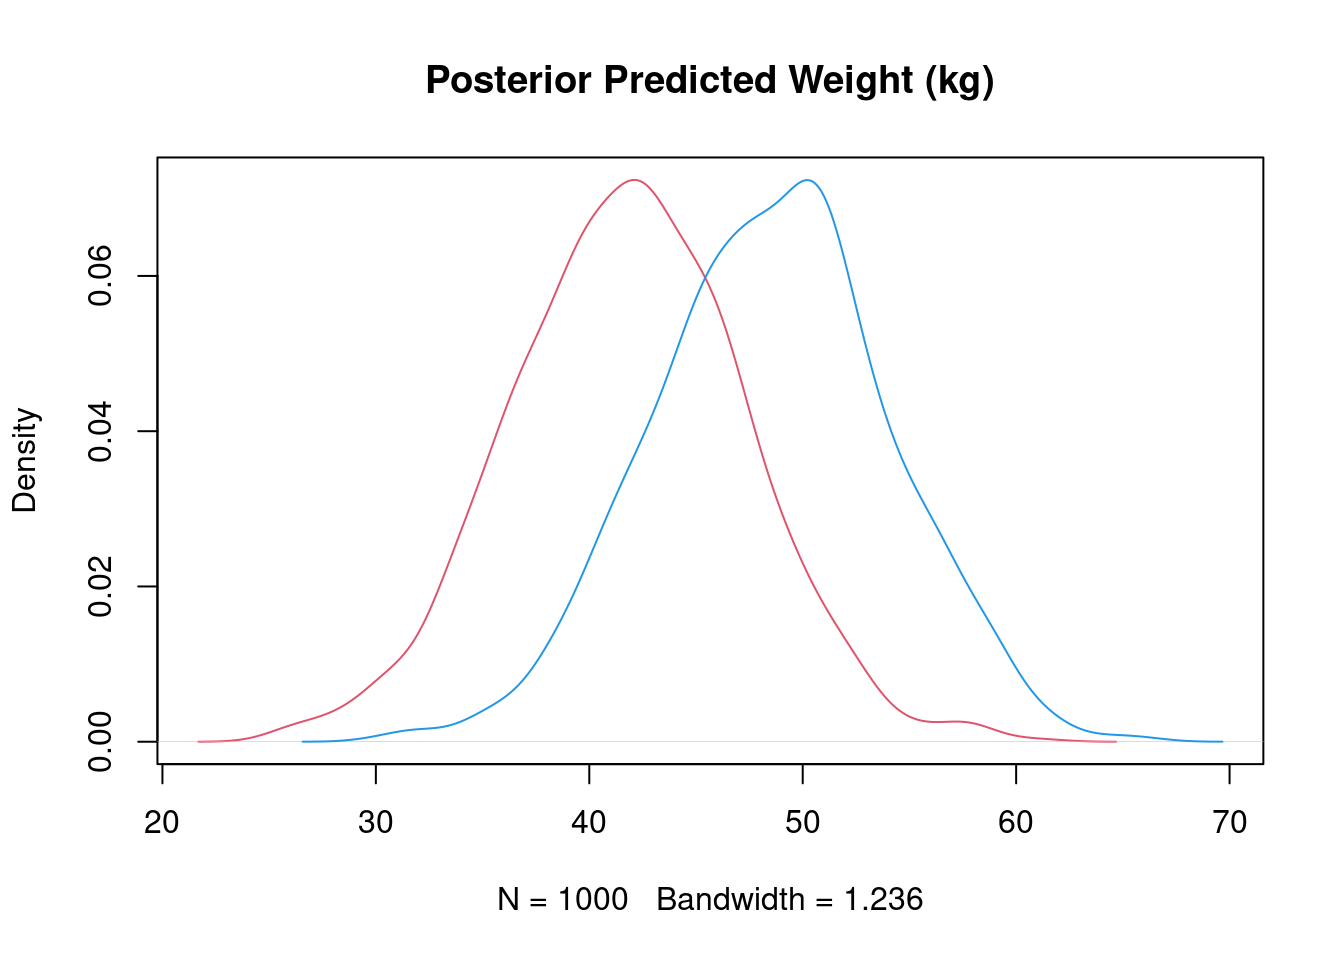 Posterior Predicted Weight (kg)
Density
0.06
0.04
0.02
0.00
20 30 40 50 60 70
N = 1000 Bandwidth = 1.236